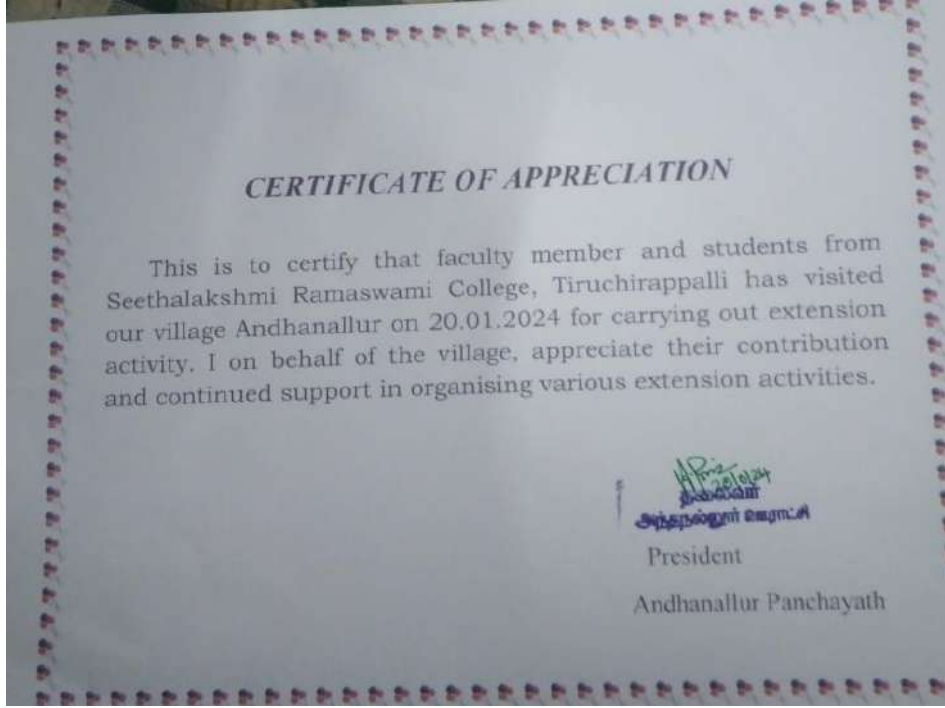 CERTIFICATE OF APPRECIATION
This is to certify that faculty member and students from
Seethalakshmi Ramaswami College, Tiruchirappalli has visited
our village Andhanallur on 20.01.2024 for carrying out extension
activity. I on behalf of the village, appreciate their contribution
and continued support in organising various extension activities.
தலைவர்
அந்தநல்லூர் ஊராட்சி
President
Andhanallur Panchayath